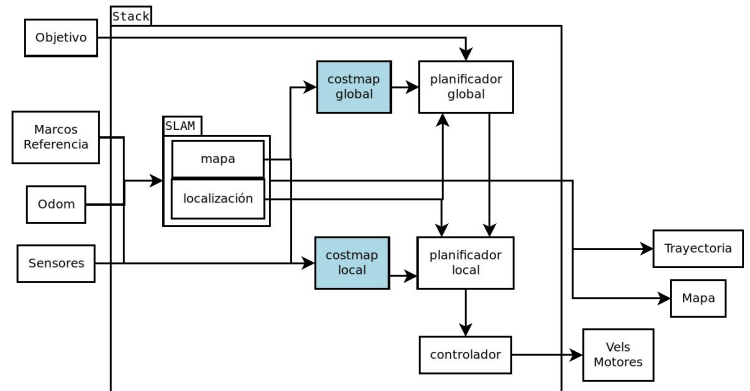 Stack
Objetivo
costmap
global
planificador
global
Marcos
Referencia
SLAM
mapa
localización
Odom
Sensores
costmap
local
planificador
local
Trayectoria
Mapa
controlador
Vels
Motores